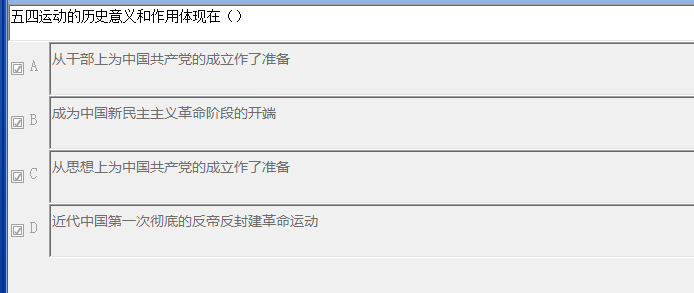 五四运动的历史意义和作用体现在（）
A 从干部上为中国共产党的成立作了准备
B 成为中国新民主主义革命阶段的开端
C 从思想上为中国共产党的成立作了准备
D 近代中国第一次彻底的反帝反封建革命运动